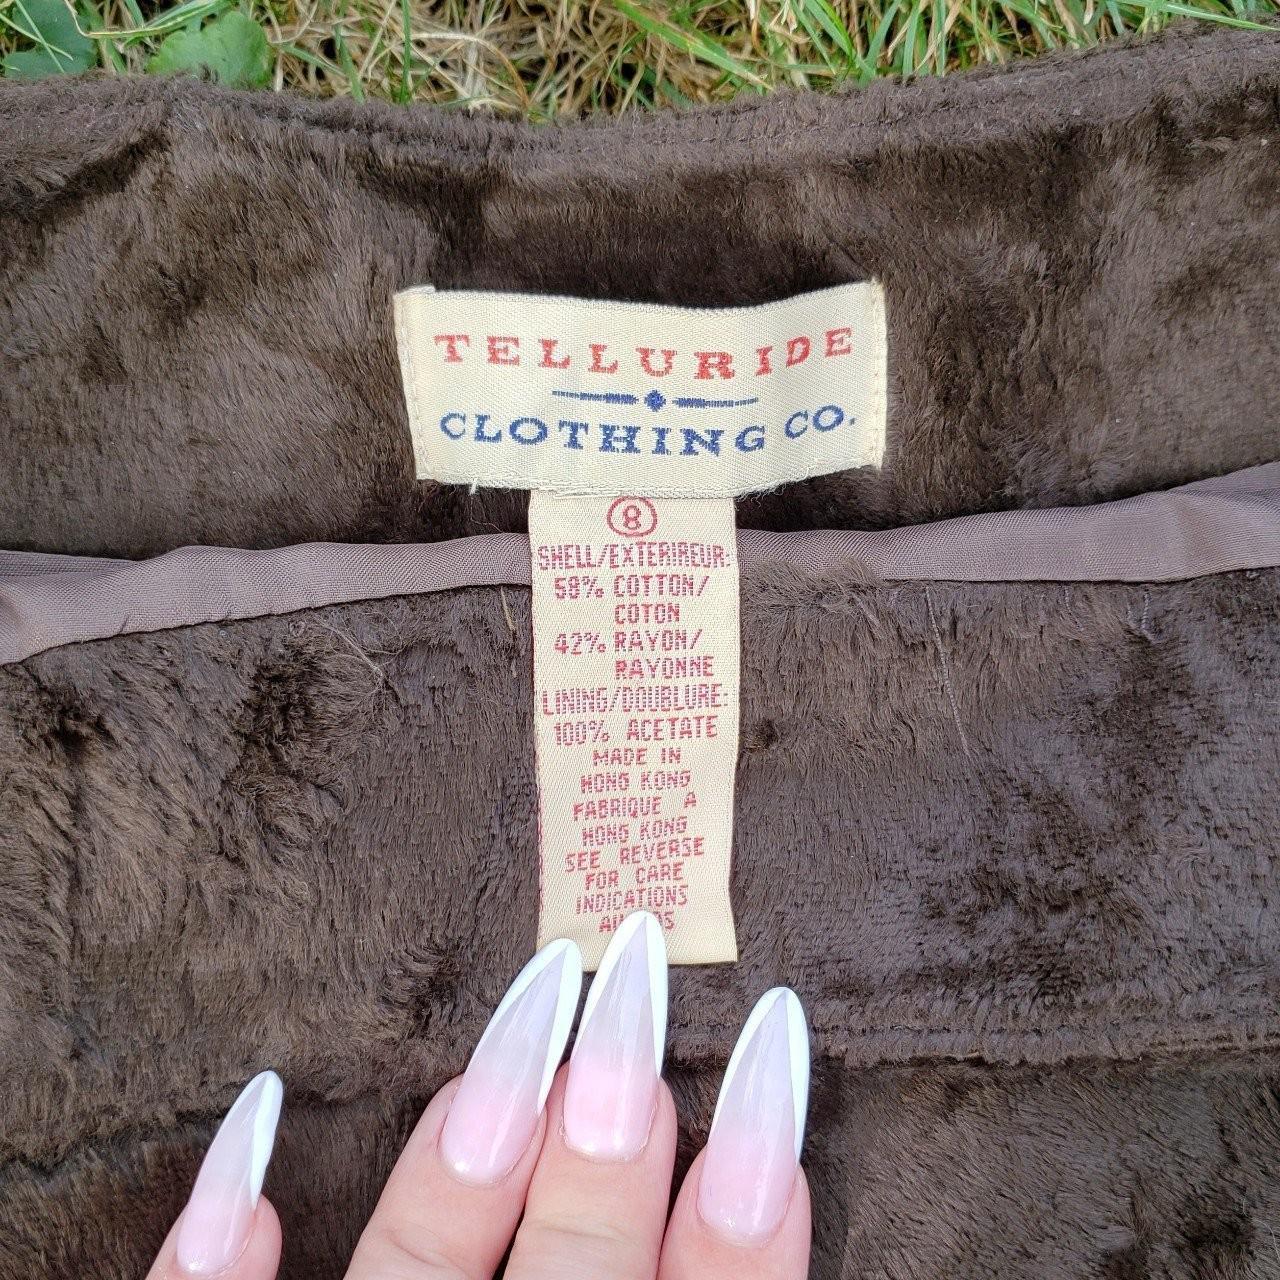 TELLURIDE
CLOTHING CO.
8
SHELL/EXTERIREUR:
58% COTTON/
COTON
42% RAYON/
RAYONNE
LINING/DOUBLURE:
100% ACETATE
MADE IN
HONG KONG
FABRIQUE A
HONG KONG
SEE REVERSE
FOR CARE
INDICATIONS